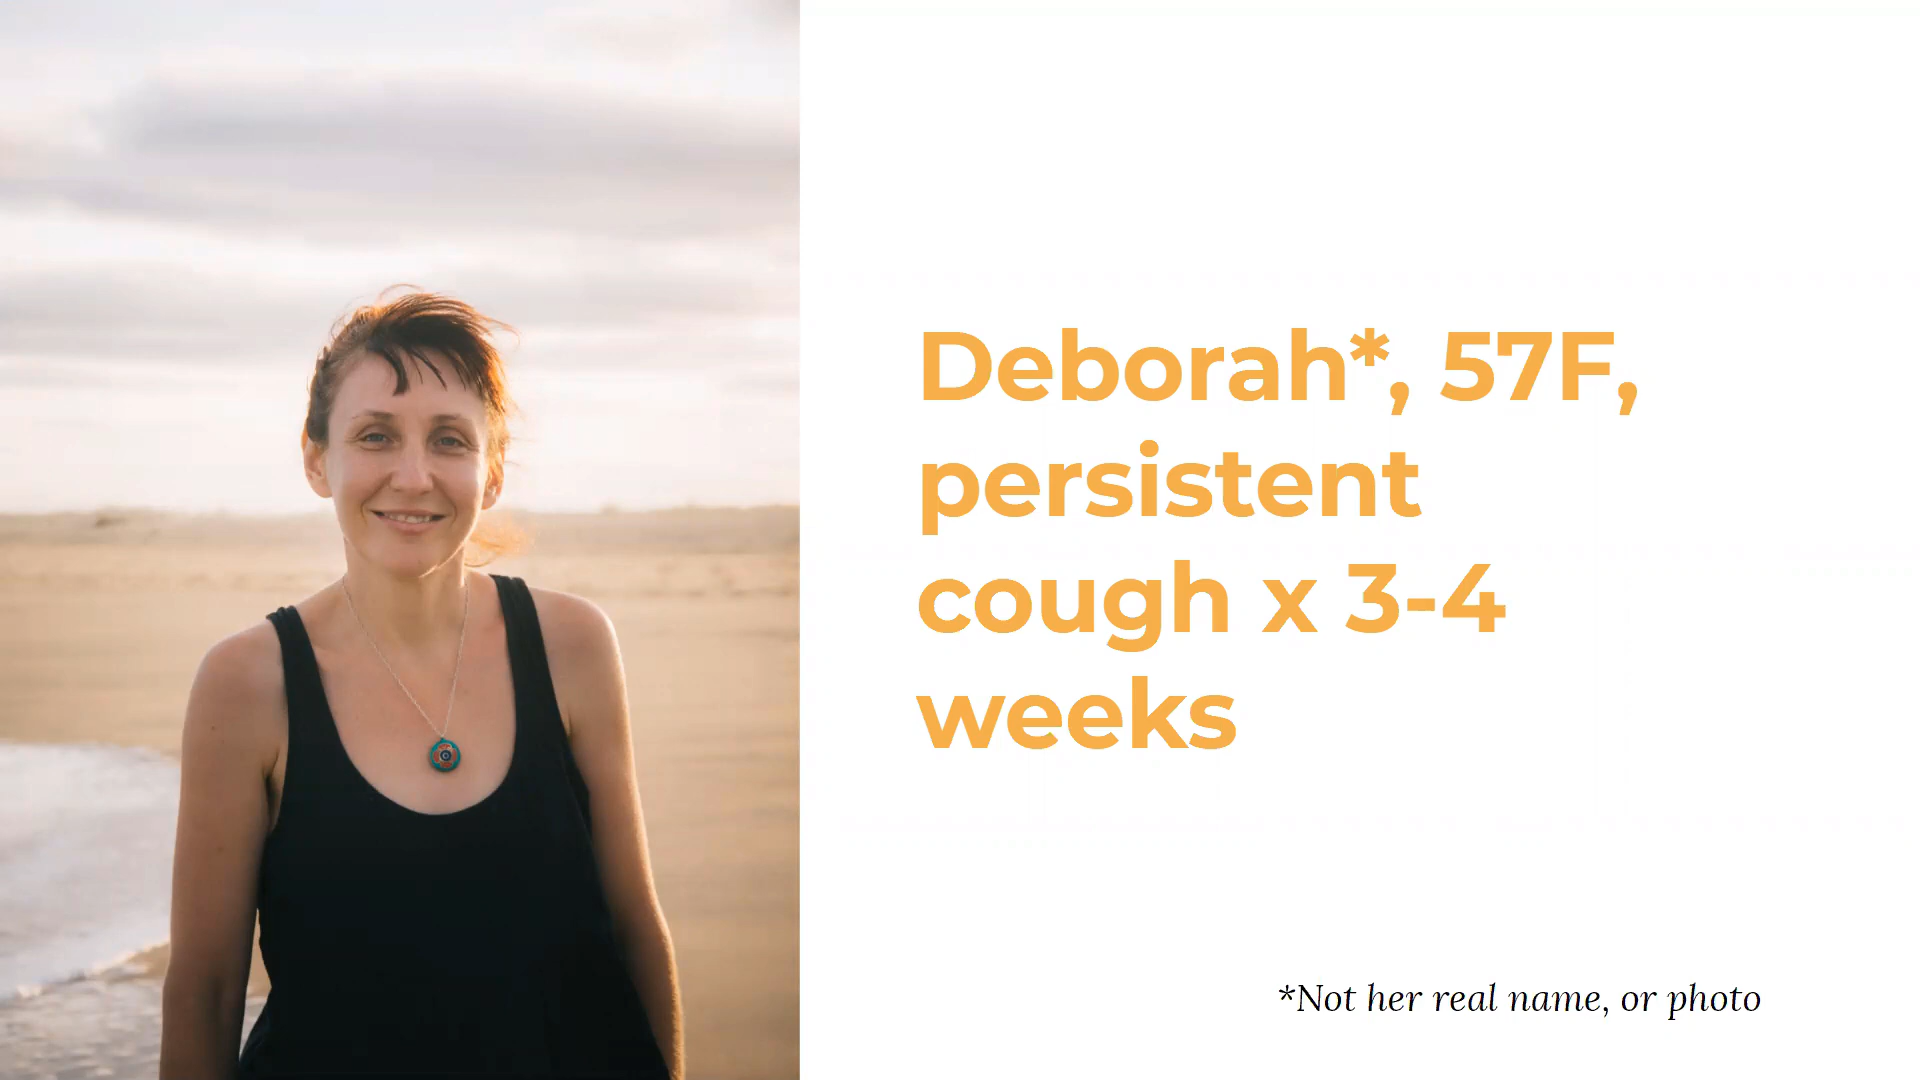 Deborah*, 57F,
persistent
cough x 3-4
weeks
*Not her real name, or photo